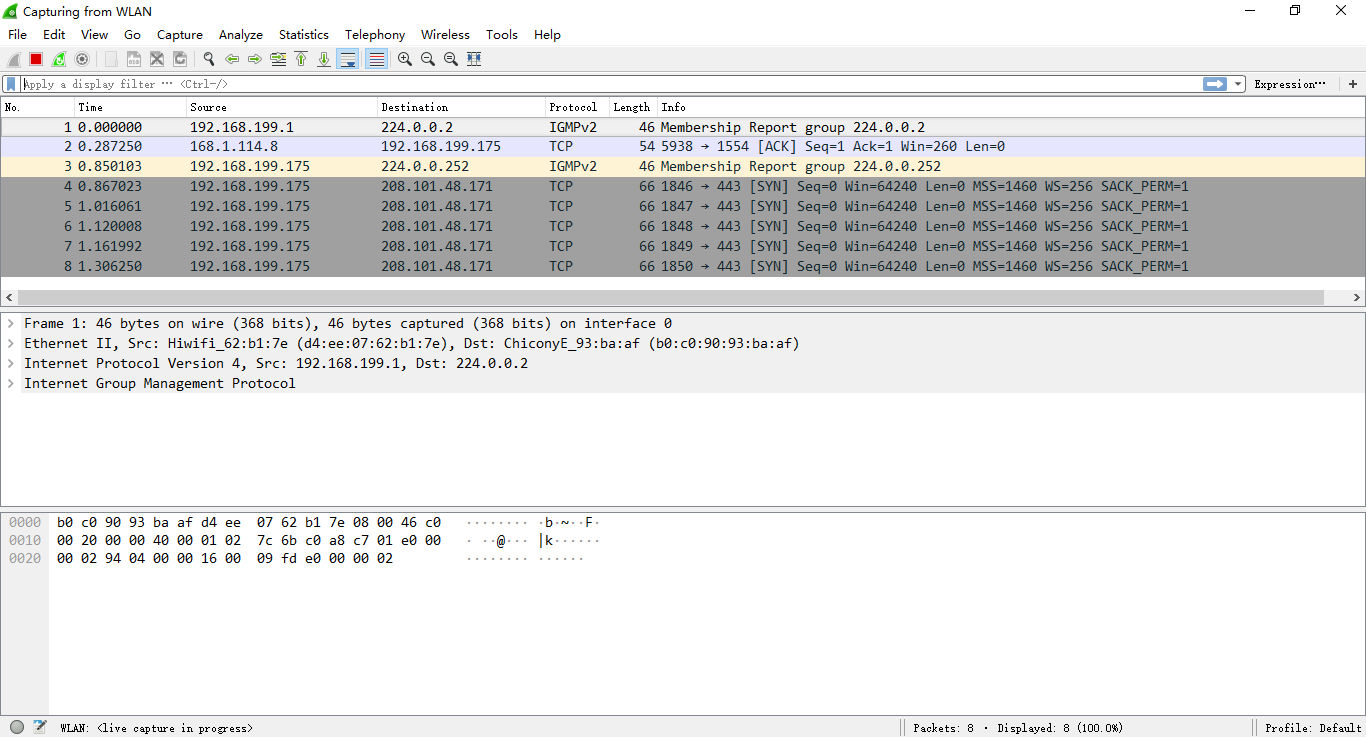 Capturing from WLAN
File Edit View Go Capture Analyze Statistics Telephony Wireless Tools Help
Apply a display filter ··· <Ctrl-/> Expression···  +
No. Time Source Destination Protocol Length Info
1 0.000000 192.168.199.1 224.0.0.2 IGMPv2 46 Membership Report group 224.0.0.2
2 0.287250 168.1.114.8 192.168.199.175 TCP 54 5938 → 1554 [ACK] Seq=1 Ack=1 Win=260 Len=0
3 0.850103 192.168.199.175 224.0.0.252 IGMPv2 46 Membership Report group 224.0.0.252
4 0.867023 192.168.199.175 208.101.48.171 TCP 66 1846 → 443 [SYN] Seq=0 Win=64240 Len=0 MSS=1460 WS=256 SACK_PERM=1
5 1.016061 192.168.199.175 208.101.48.171 TCP 66 1847 → 443 [SYN] Seq=0 Win=64240 Len=0 MSS=1460 WS=256 SACK_PERM=1
6 1.120008 192.168.199.175 208.101.48.171 TCP 66 1848 → 443 [SYN] Seq=0 Win=64240 Len=0 MSS=1460 WS=256 SACK_PERM=1
7 1.161992 192.168.199.175 208.101.48.171 TCP 66 1849 → 443 [SYN] Seq=0 Win=64240 Len=0 MSS=1460 WS=256 SACK_PERM=1
8 1.306250 192.168.199.175 208.101.48.171 TCP 66 1850 → 443 [SYN] Seq=0 Win=64240 Len=0 MSS=1460 WS=256 SACK_PERM=1
Frame 1: 46 bytes on wire (368 bits), 46 bytes captured (368 bits) on interface 0
Ethernet II, Src: Hiwifi_62:b1:7e (d4:ee:07:62:b1:7e), Dst: ChiconyE_93:ba:af (b0:c0:90:93:ba:af)
Internet Protocol Version 4, Src: 192.168.199.1, Dst: 224.0.0.2
Internet Group Management Protocol
0000 b0 c0 90 93 ba af d4 ee 07 62 b1 7e 08 00 46 c0 ········ ·b·~··F·
0010 00 20 00 00 40 00 01 02 7c 6b c0 a8 c7 01 e0 00 · ··@··· |k······
0020 00 02 94 04 00 00 16 00 09 fd e0 00 00 02 ········ ······
WLAN: <live capture in progress> Packets: 8 · Displayed: 8 (100.0%) Profile: Default